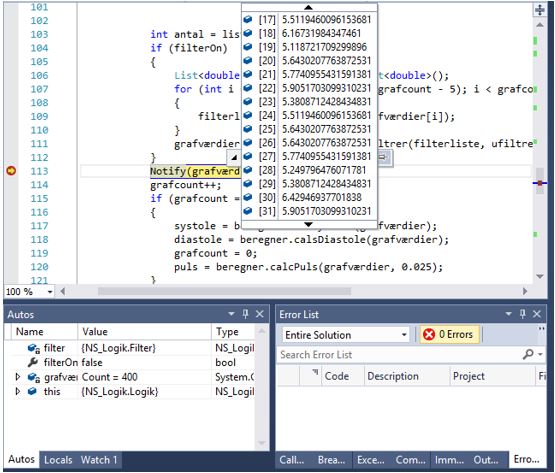 101
102
103 int antal = lis
104 if (filterOn)
105 {
106 List<doubl t<double>();
107 for (int i grafcount - 5); i < grafco
108 {
109 filterl værdier[i]);
110 }
111 grafværdier ltrer(filterliste, ufiltre
112 }
113 Notify(grafværd
114 grafcount++;
115 if (grafcount =
116 {
117 systole = be (grafværdier);
118 diastole = beregner.calsDiastole(grafværdier);
119 grafcount = 0;
120 puls = beregner.calcPuls(grafværdier, 0.025);
121 }
[17] 5.5119460096153681
[18] 6.16731984347461
[19] 5.118721709299896
[20] 5.6430207763872531
[21] 5.7740955431591381
[22] 5.9051703099310231
[23] 5.3808712428434831
[24] 5.5119460096153681
[25] 5.6430207763872531
[26] 5.6430207763872531
[27] 5.7740955431591381
[28] 5.249796476071781
[29] 5.3808712428434831
[30] 6.42946937701838
[31] 5.9051703099310231
100 %
Autos
Name Value Type
filter {NS_Logik.Filter} NS_Logik
filterOn false bool
grafvær Count = 400 System.C
this {NS_Logik.Logik} NS_Logik
Autos Locals Watch 1
Error List
Entire Solution 0 Errors
Search Error List
Code Description Project Fi
Call... Brea... Exce... Com... Imm... Out... Erro...